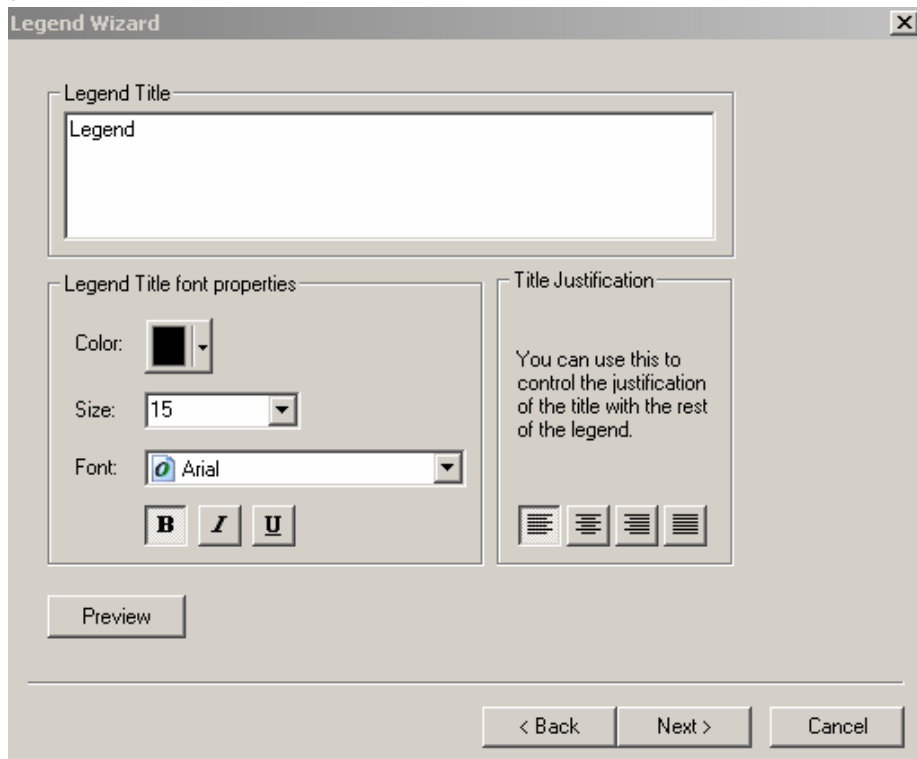 Legend Wizard
Legend Title
Legend
Legend Title font properties
Color:
Size:
15
Font:
Arial
B I U
Title Justification
You can use this to
control the justification
of the title with the rest
of the legend.
Preview
< Back
Next >
Cancel